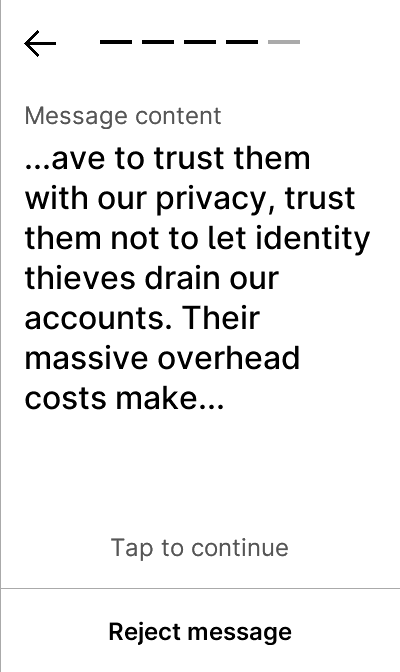 Message content
...ave to trust them
with our privacy, trust
them not to let identity
thieves drain our
accounts. Their
massive overhead
costs make...
Tap to continue
Reject message